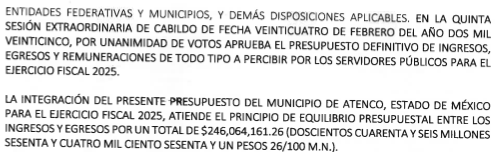 ENTIDADES FEDERATIVAS Y MUNICIPIOS, Y DEMÁS DISPOSICIONES APLICABLES. EN LA QUINTA
SESIÓN EXTRAORDINARIA DE CABILDO DE FECHA VEINTICUATRO DE FEBRERO DEL AÑO DOS MIL
VEINTICINCO, POR UNANIMIDAD DE VOTOS APRUEBA EL PRESUPUESTO DEFINITIVO DE INGRESOS,
EGRESOS Y REMUNERACIONES DE TODO TIPO A PERCIBIR POR LOS SERVIDORES PÚBLICOS PARA EL
EJERCICIO FISCAL 2025.
LA INTEGRACIÓN DEL PRESENTE PRESUPUESTO DEL MUNICIPIO DE ATENCO, ESTADO DE MÉXICO
PARA EL EJERCICIO FISCAL 2025, ATIENDE EL PRINCIPIO DE EQUILIBRIO PRESUPUESTAL ENTRE LOS
INGRESOS Y EGRESOS POR UN TOTAL DE $246,064,161.26 (DOSCIENTOS CUARENTA Y SEIS MILLONES
SESENTA Y CUATRO MIL CIENTO SESENTA Y UN PESOS 26/100 M.N.).